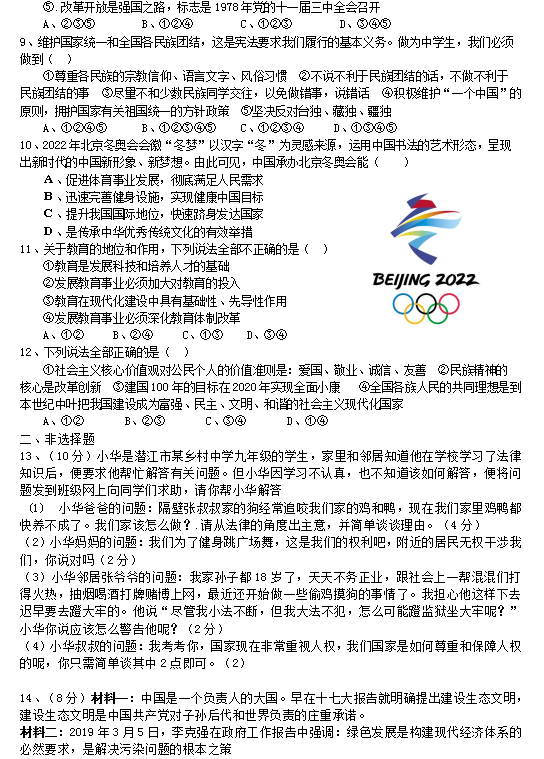 ⑤.改革开放是强国之路，标志是 1978 年党的十一届三中全会召开
A、②③⑤ B、①②④ C、①②③ D、③④⑤
9、维护国家统一和全国各民族团结，这是宪法要求我们履行的基本义务。做为中学生，我们必须
做到（ ）
①尊重各民族的宗教信仰、语言文字、风俗习惯 ②不说不利于民族团结的话，不做不利于
民族团结的事 ③尽量不和少数民族同学交往，以免做错事，说错话 ④积极维护“一个中国”的
原则，拥护国家有关祖国统一的方针政策 ⑤坚决反对台独、藏独、疆独
A、①②④⑤ B、①②③④⑤ C、①②③④ D、①③④⑤
10、2022 年北京冬奥会会徽“冬梦”以汉字“冬”为灵感来源，运用中国书法的艺术形态，呈现
出新时代的中国新形象、新梦想。由此可见，中国承办北京冬奥会能（ ）
A、促进体育事业发展，彻底满足人民需求
B、迅速完善健身设施，实现健康中国目标
C、提升我国国际地位，快速跻身发达国家
D、是传承中华优秀传统文化的有效举措
BEIJING 2022
11、关于教育的地位和作用，下列说法全部不正确的是（ ）
①教育是发展科技和培养人才的基础
②发展教育事业必须加大对教育的投入
③教育在现代化建设中具有基础性、先导性作用
④发展教育事业必须深化教育体制改革
A、①② B、②④ C、①③ D、③④
12、下列说法全部正确的是（ ）
①社会主义核心价值观对公民个人的价值准则是：爱国、敬业、诚信、友善 ②民族精神的
核心是改革创新 ③建国 100 年的目标在 2020 年实现全面小康 ④全国各族人民的共同理想是到
本世纪中叶把我国建设成为富强、民主、文明、和谐的社会主义现代化国家
A、①② B、②③ C、③④ D、①④
二、非选择题
13、（10 分）小华是潜江市某乡村中学九年级的学生，家里和邻居知道他在学校学习了法律
知识后，便要求他帮忙解答有关问题。但小华因学习不认真，也不知道该如何解答，便将问
题发到班级网上向同学们求助，请你帮小华解答
（1） 小华爸爸的问题：隔壁张叔叔家的狗经常追咬我们家的鸡和鸭，现在我们家里鸡鸭都
快养不成了。我们家该怎么做？.请从法律的角度出主意，并简单谈谈理由。（4 分）
（2）小华妈妈的问题：我们为了健身跳广场舞，这是我们的权利吧，附近的居民无权干涉我
们，你说对吗（2 分）
（3）小华邻居张爷爷的问题：我家孙子都 18 岁了，天天不务正业，跟社会上一帮混混们打
得火热，抽烟喝酒打牌赌博上网，最近还开始做一些偷鸡摸狗的事情了。我担心他这样下去
迟早要去蹬大牢的。他说“尽管我小法不断，但我大法不犯，怎么可能蹬监狱坐大牢呢？”
小华你说应该怎么警告他呢？（2 分）
（4）小华叔叔的问题：我考考你，国家现在非常重视人权，我们国家是如何尊重和保障人权
的呢，你只需简单谈其中 2 点即可。（2）
14、（8 分）材料一：中国是一个负责人的大国。早在十七大报告就明确提出建设生态文明，
建设生态文明是中国共产党对子孙后代和世界负责的庄重承诺。
材料二：2019 年 3 月 5 日，李克强在政府工作报告中强调：绿色发展是构建现代经济体系的
必然要求，是解决污染问题的根本之策